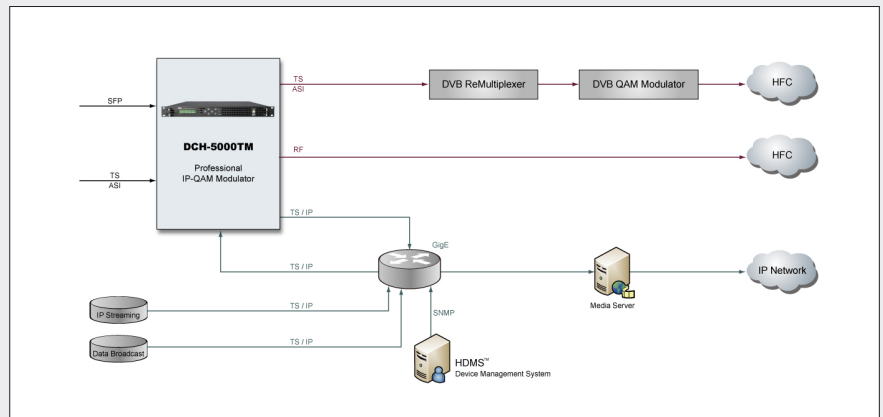 TS
ASI
DVB ReMultiplexer
DVB QAM Modulator
HFC
SFP
DCH-5000TM
Professional
IP-QAM Modulator
RF
HFC
TS
ASI
TS / IP
GigE
TS / IP
IP Network
Media Server
IP Streaming
TS / IP
SNMP
Data Broadcast
TS / IP
HDMS™
Device Management System